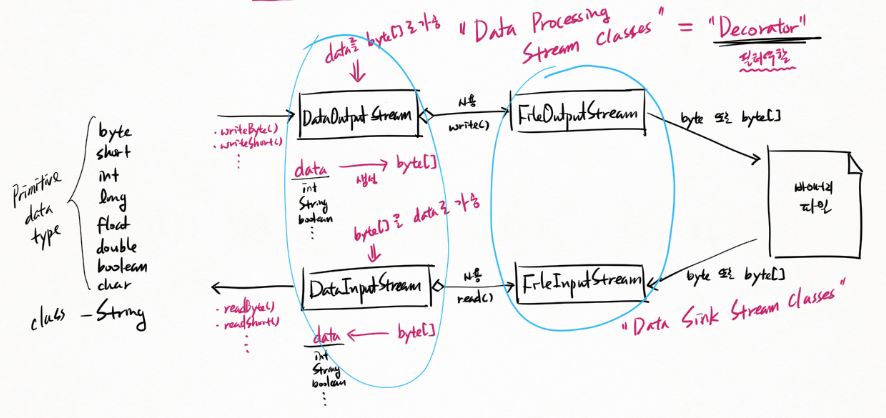 data를 byte[]로 가공
"Data Processing
Stream Classes" = "Decorator"
필터역할
Primitive
data
type
byte
short
int
long
float
double
boolean
char
class - String
· writeByte()
· writeShort()
⋮
DataOutputStream
사용
write()
FileOutputStream
byte 또는 byte[]
바이너리
파일
data → byte[]
생성
int
String
boolean
⋮
byte[]를 data로 가공
DataInputStream
사용
read()
FileInputStream
byte 또는 byte[]
"Data Sink Stream Classes"
· readByte()
· readShort()
⋮
data ← byte[]
int
String
boolean
⋮